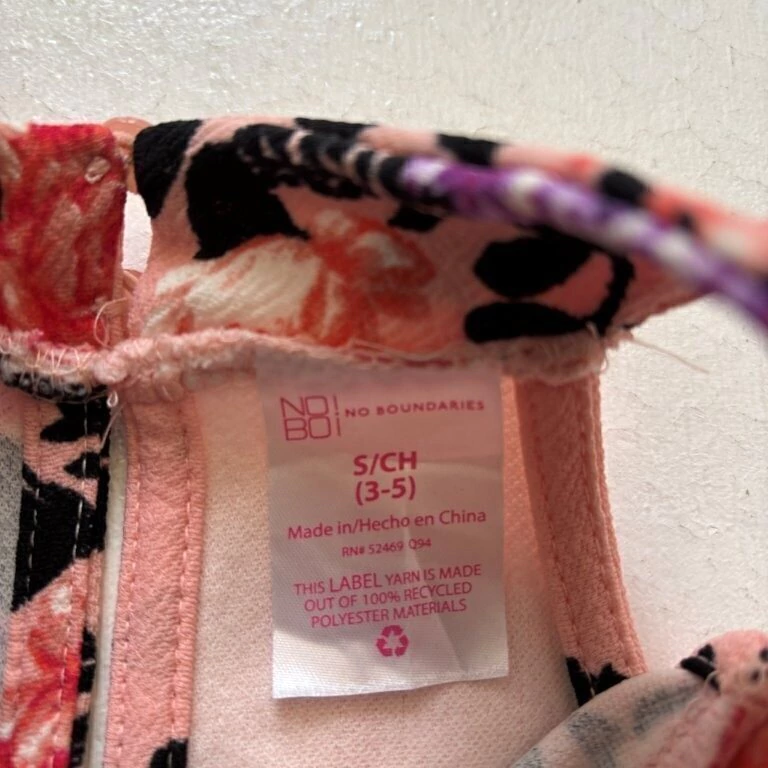 NO!
BO!
NO BOUNDARIES
S/CH
(3-5)
Made in/Hecho en China
RN# 52469 Q94
THIS LABEL YARN IS MADE
OUT OF 100% RECYCLED
POLYESTER MATERIALS